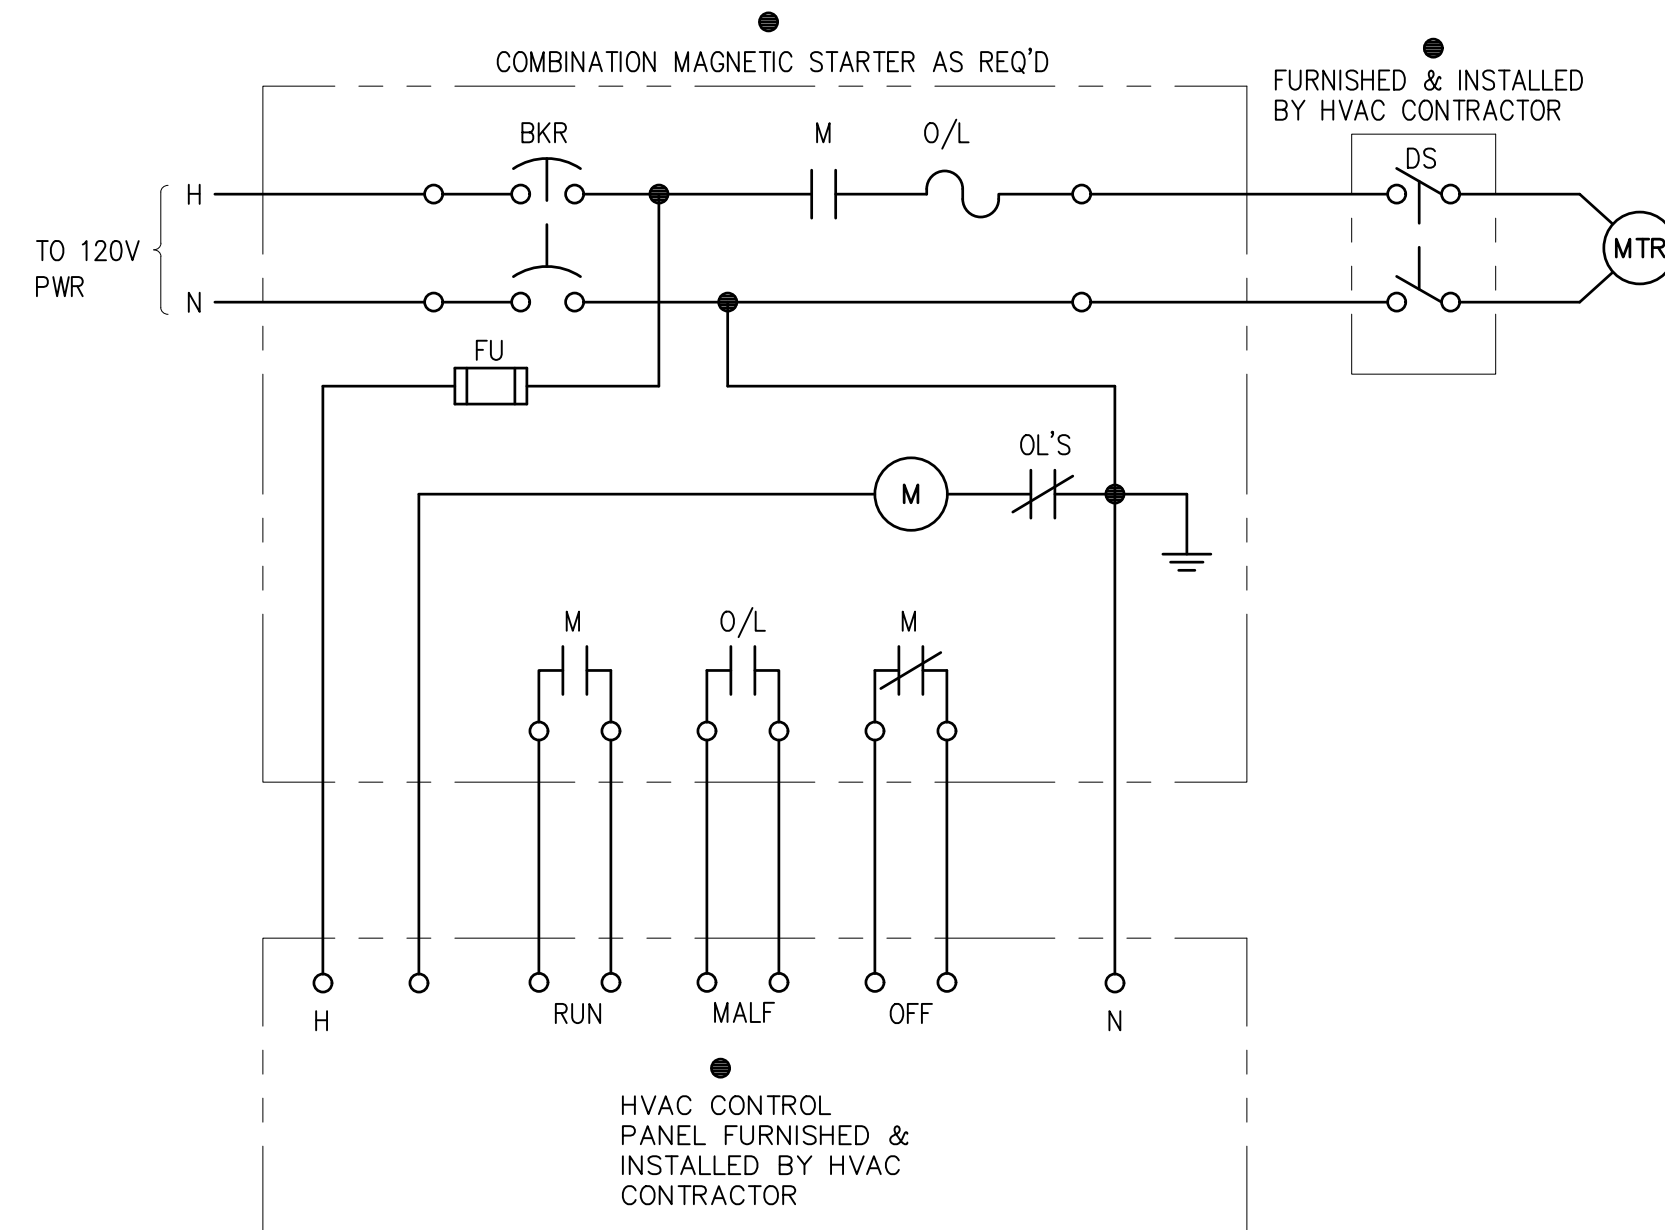 COMBINATION MAGNETIC STARTER AS REQ'D
FURNISHED & INSTALLED
BY HVAC CONTRACTOR
BKR
M
O/L
DS
H
TO 120V
PWR
N
MTR
FU
OL'S
M
M
O/L
M
H
RUN
MALF
OFF
N
HVAC CONTROL
PANEL FURNISHED &
INSTALLED BY HVAC
CONTRACTOR